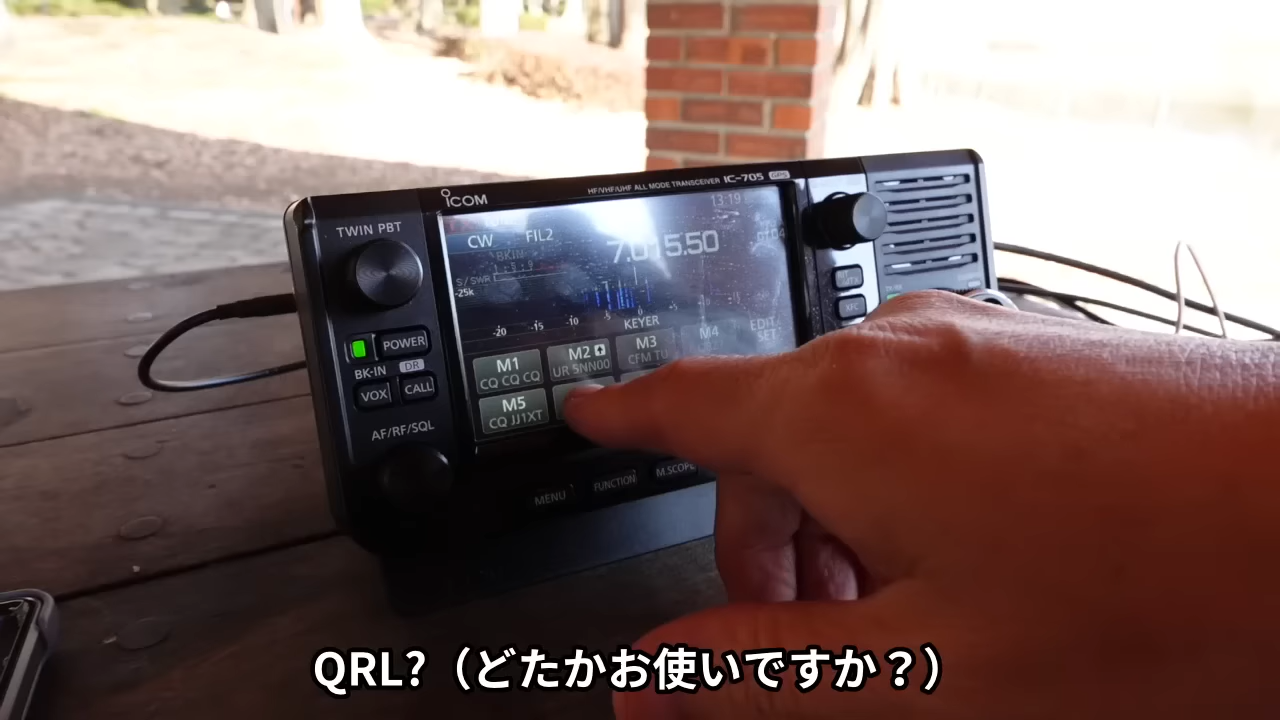 ICOM
HF/VHF/UHF ALL MODE TRANSCEIVER IC-705 GPS
TWIN PBT
13:19
CW FIL2
7.015.50
BKIN
S/SWR
-25k
-20 -15 -10 -5 0
KEYER
POWER
BK-IN DR
VOX CALL
AF/RF/SQL
M1
CQ CQ CQ
M2
UR 5NN00
M3
CFM TU
M4
EDIT
SET
M5
CQ JJ1XT
MENU FUNCTION M.SCOPE
QRL?（どたかお使いですか？）